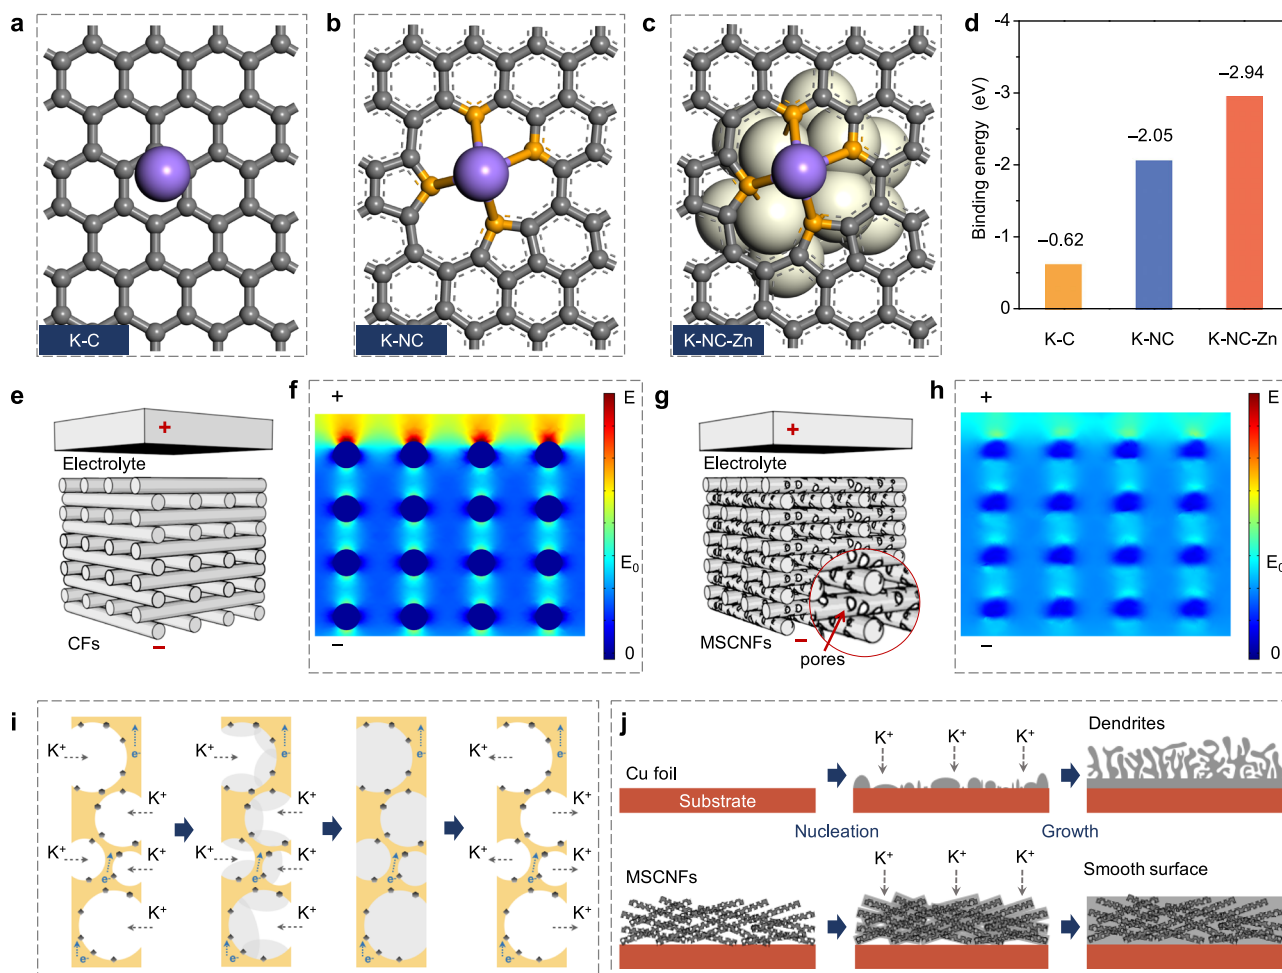 a
K-C
b
K-NC
c
K-NC-Zn
d
Binding energy (eV)
-4
-3
-2
-1
0
−0.62
−2.05
−2.94
K-C
K-NC
K-NC-Zn
e
+
Electrolyte
CFs
−
f
+
−
E
E0
0
g
+
Electrolyte
MSCNFs
−
pores
h
+
−
E
E0
0
i
K+
K+
K+
K+
K+
e-
e-
e-
K+
K+
K+
K+
K+
e-
e-
e-
e-
e-
e-
K+
K+
K+
K+
K+
e-
e-
e-
j
Cu foil
Substrate
K+
K+
K+
Dendrites
Nucleation
Growth
MSCNFs
K+
K+
K+
Smooth surface